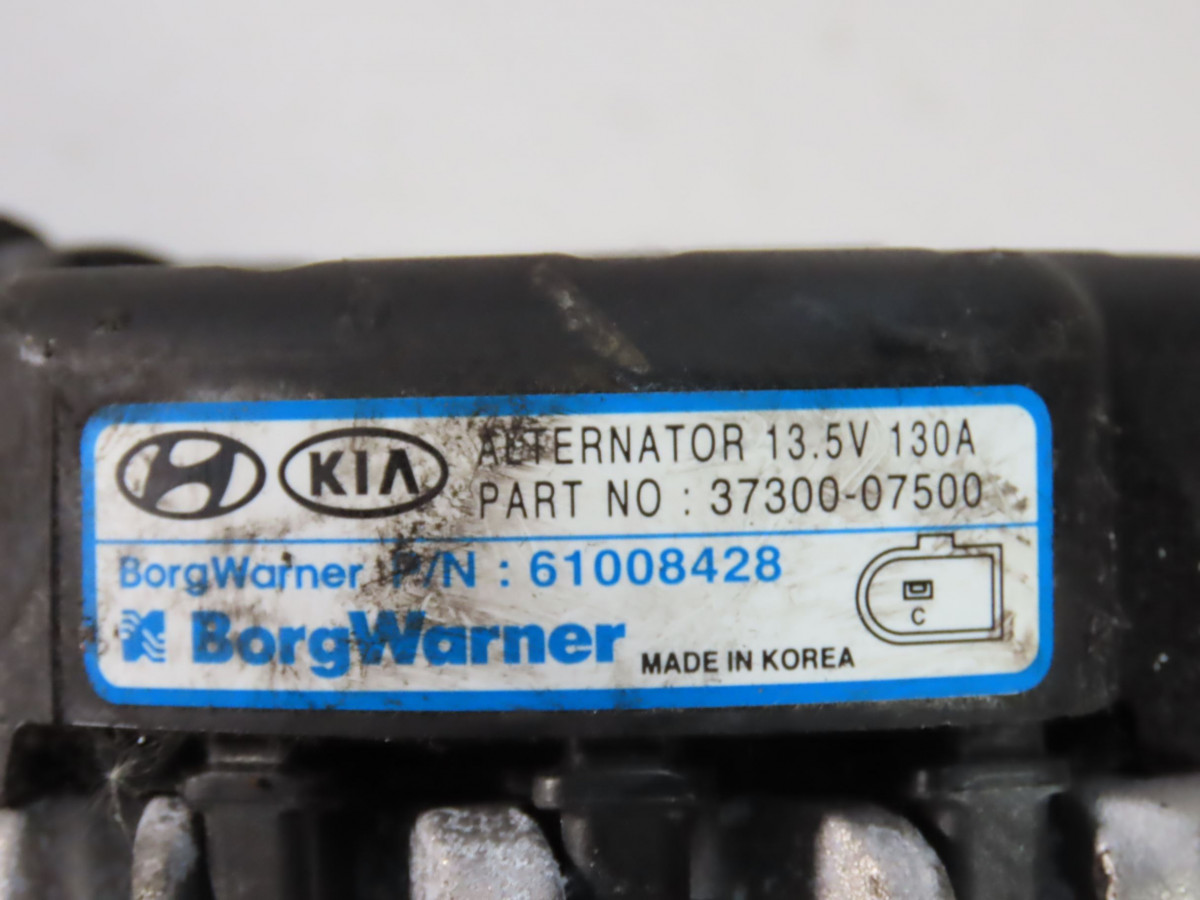 KIA ALTERNATOR 13.5V 130A
PART NO : 37300-07500
BorgWarner P/N : 61008428
C
BorgWarner MADE IN KOREA